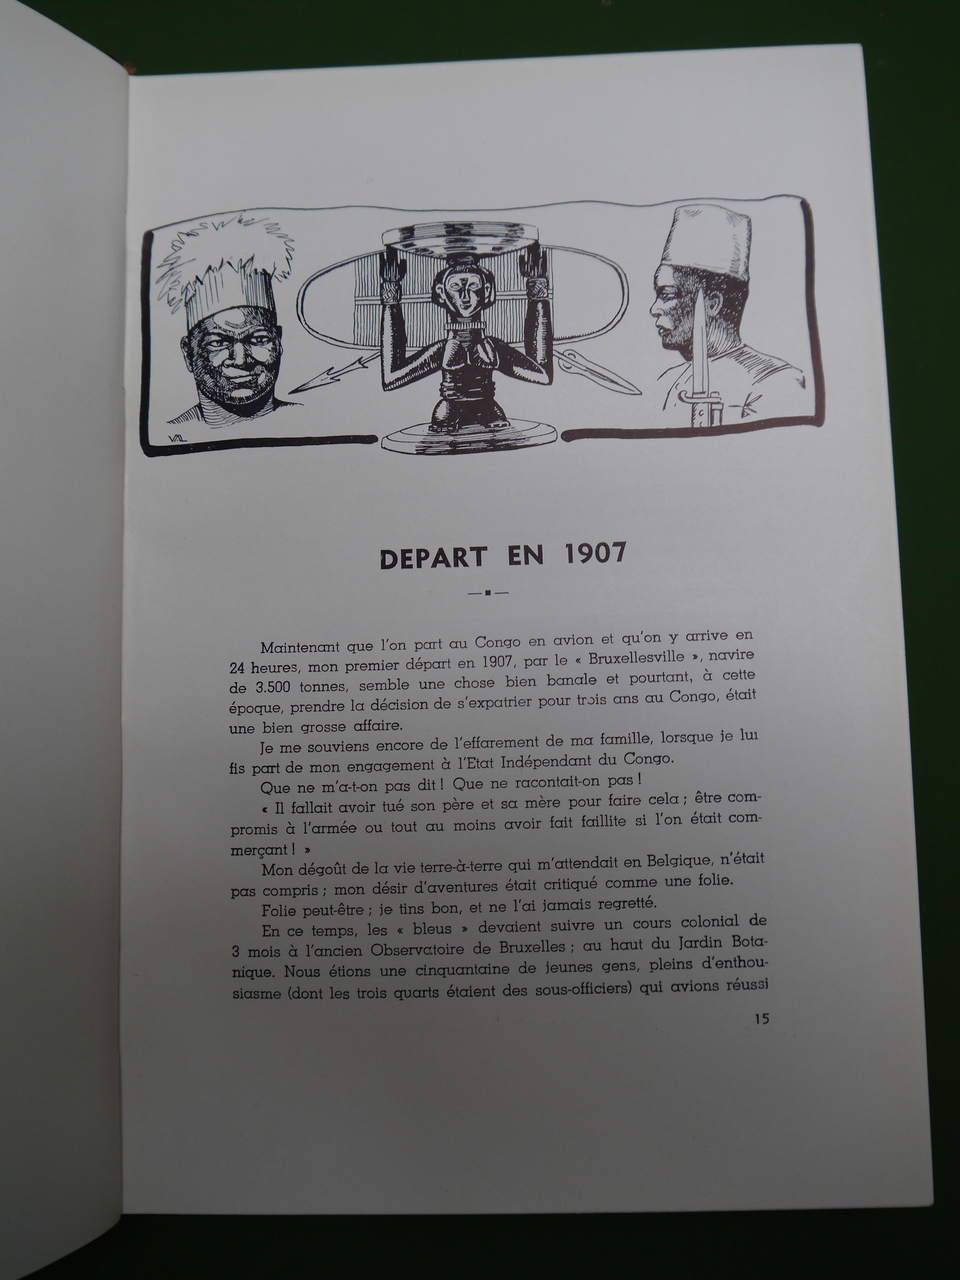 VAL
DEPART EN 1907
Maintenant que l'on part au Congo en avion et qu'on y arrive en
24 heures, mon premier départ en 1907, par le « Bruxellesville », navire
de 3.500 tonnes, semble une chose bien banale et pourtant, à cette
époque, prendre la décision de s'expatrier pour trois ans au Congo, était
une bien grosse affaire.
Je me souviens encore de l'effarement de ma famille, lorsque je lui
fis part de mon engagement à l'Etat Indépendant du Congo.
Que ne m'a-t-on pas dit ! Que ne racontait-on pas !
« Il fallait avoir tué son père et sa mère pour faire cela ; être com-
promis à l'armée ou tout au moins avoir fait faillite si l'on était com-
merçant ! »
Mon dégoût de la vie terre-à-terre qui m'attendait en Belgique, n'était
pas compris ; mon désir d'aventures était critiqué comme une folie.
Folie peut-être ; je tins bon, et ne l'ai jamais regretté.
En ce temps, les « bleus » devaient suivre un cours colonial de
3 mois à l'ancien Observatoire de Bruxelles ; au haut du Jardin Bota-
nique. Nous étions une cinquantaine de jeunes gens, pleins d'enthou-
siasme (dont les trois quarts étaient des sous-officiers) qui avions réussi
15